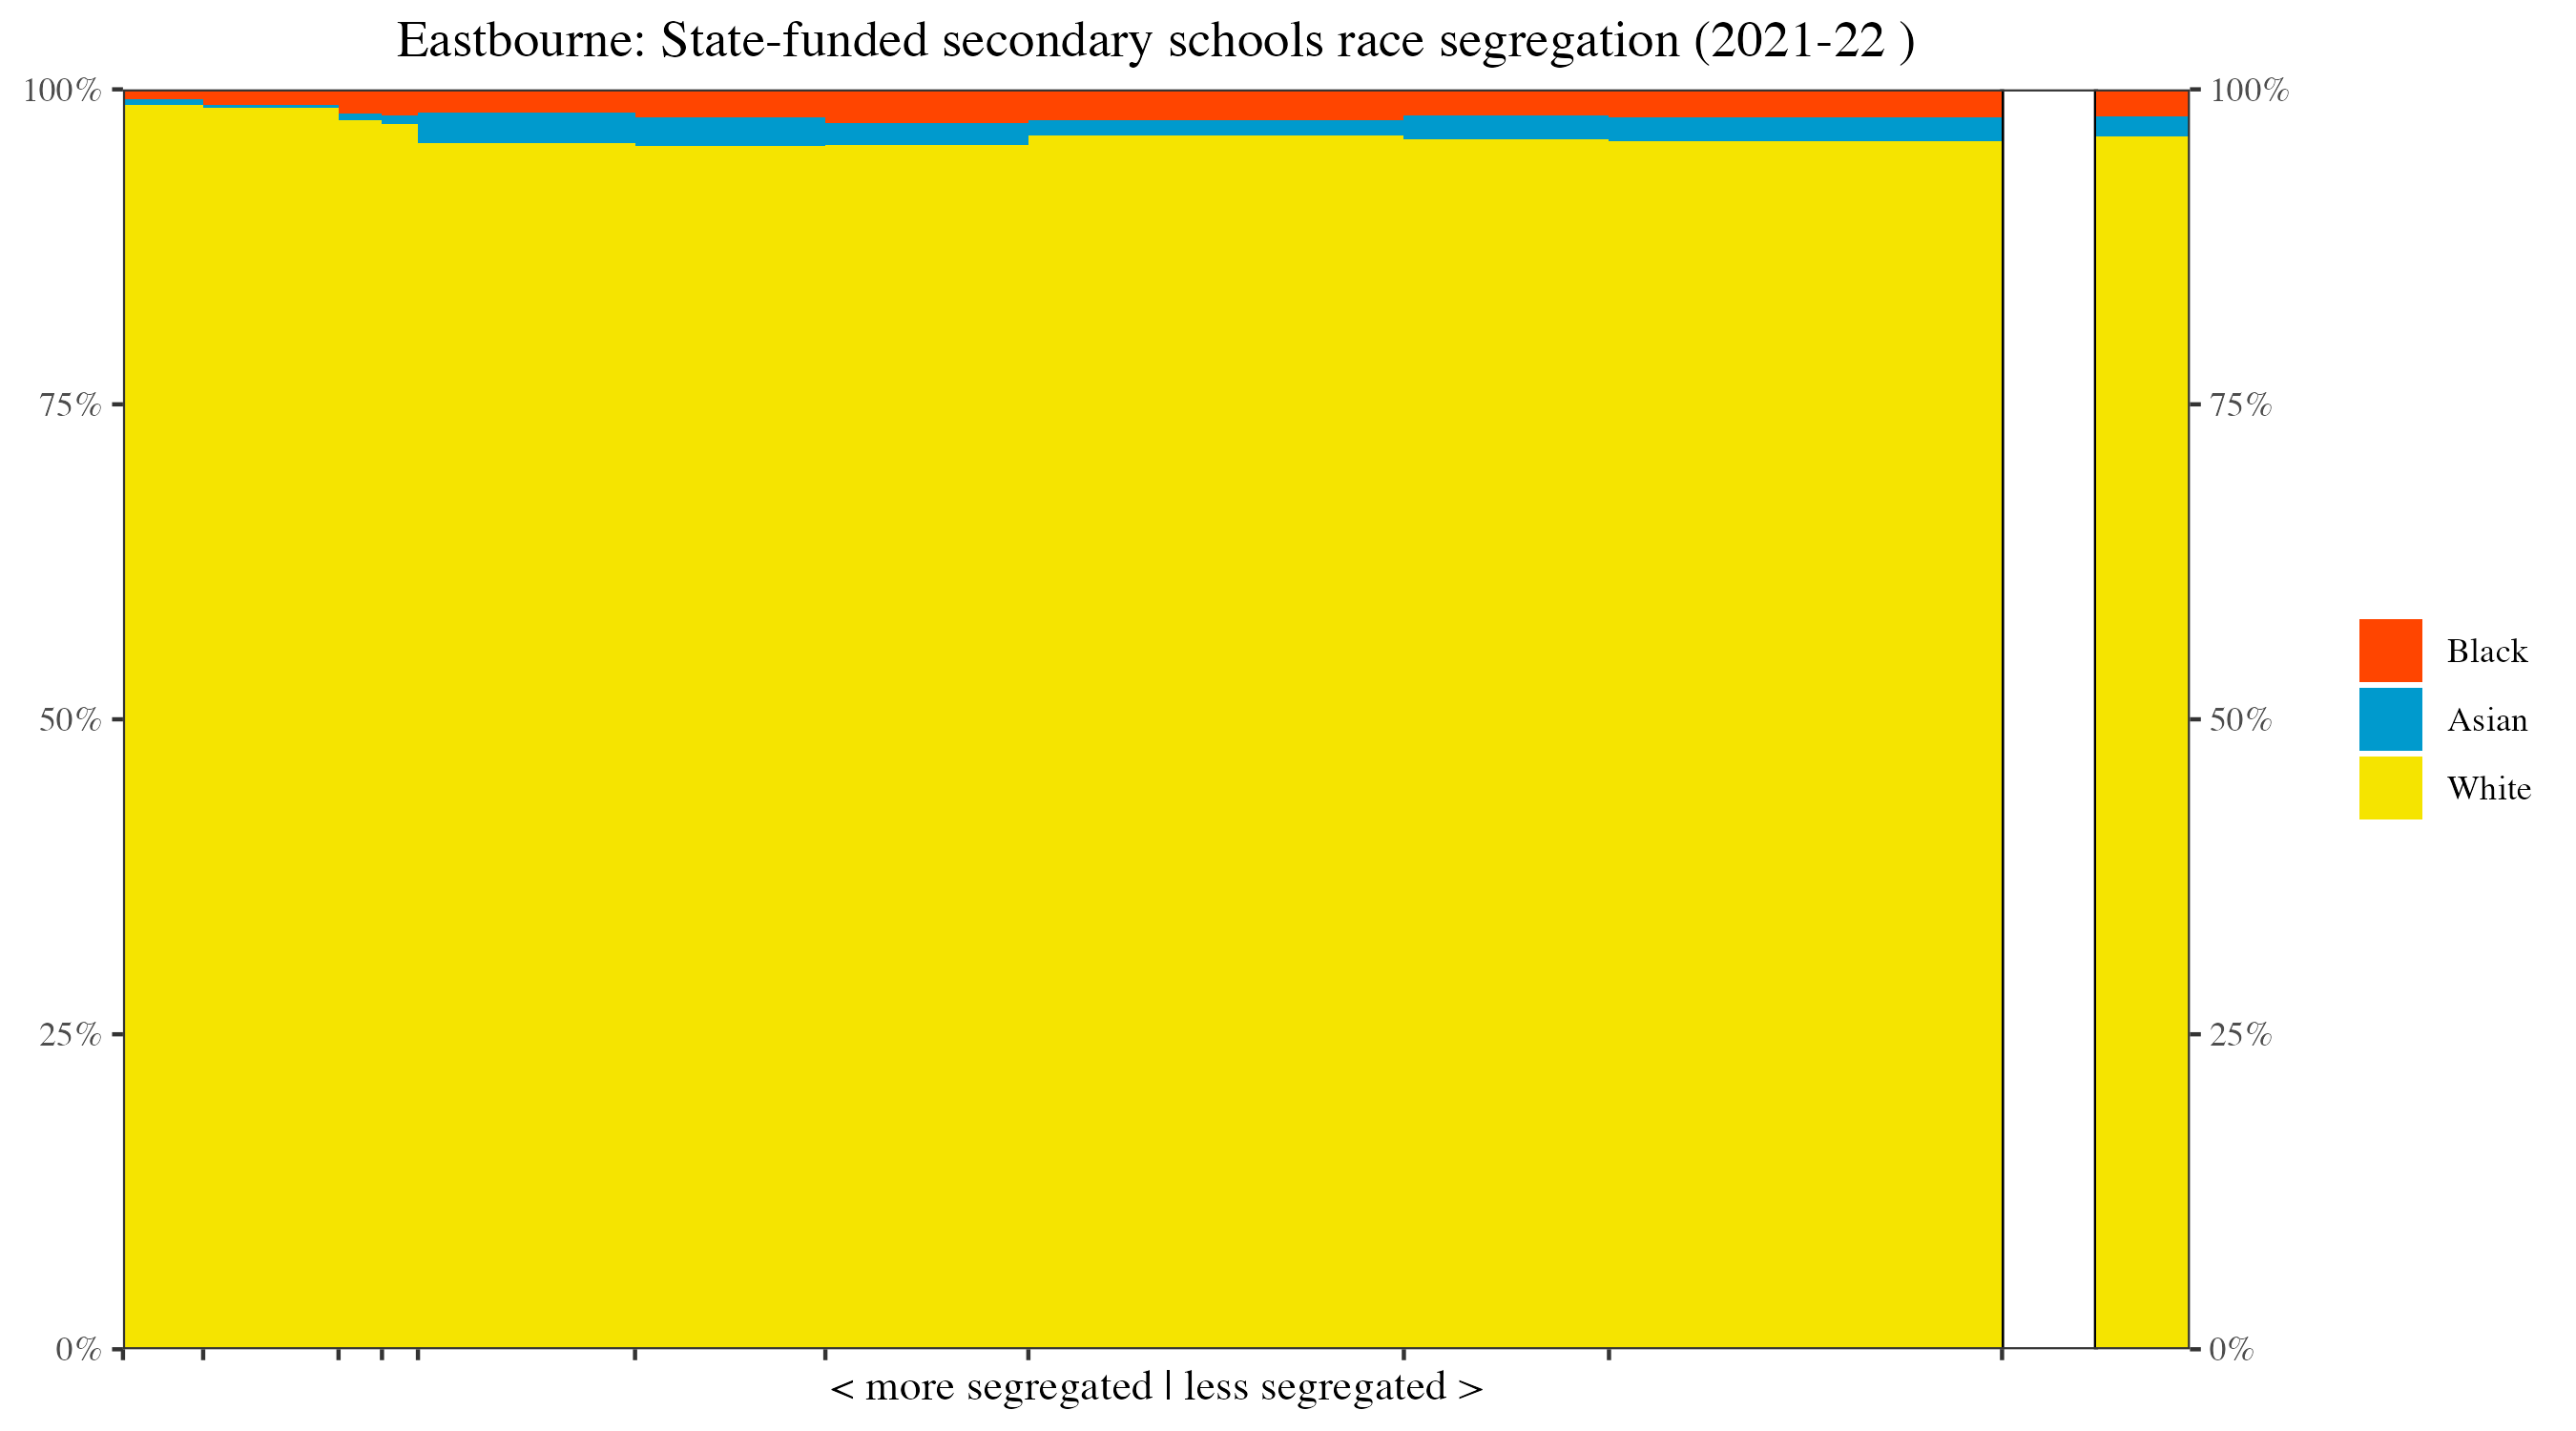 Eastbourne: State-funded secondary schools race segregation (2021-22 )
100%
100%
75%
75%
50%
50%
25%
25%
0%
0%
Black
Asian
White
< more segregated | less segregated >